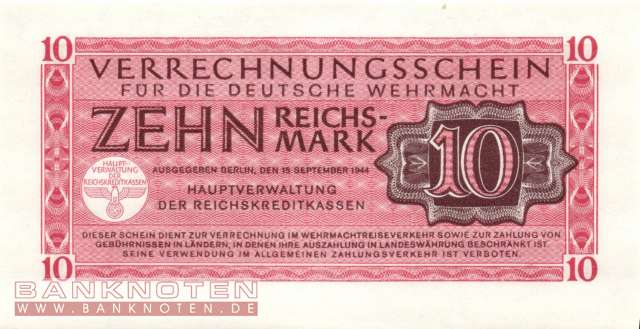 10 10
VERRECHNUNGSSCHEIN
FÜR DIE DEUTSCHE WEHRMACHT
ZEHN REICHS-
MARK
10
AUSGEGEBEN BERLIN, DEN 15 SEPTEMBER 1944
HAUPT-
VERWALTUNG
DER
REICHSKREDITKASSEN
HAUPTVERWALTUNG
DER REICHSKREDITKASSEN
DIESER SCHEIN DIENT ZUR VERRECHNUNG IM WEHRMACHTREISEVERKEHR SOWIE ZUR ZAHLUNG VON
GEBÜHRNISSEN IN LÄNDERN, IN DENEN IHRE AUSZAHLUNG IN LANDESWÄHRUNG BESCHRÄNKT IST.
SEINE VERWENDUNG IM ALLGEMEINEN ZAHLUNGSVERKEHR IST VERBOTEN.
10 10
BANKNOTEN
WWW.BANKNOTEN.DE